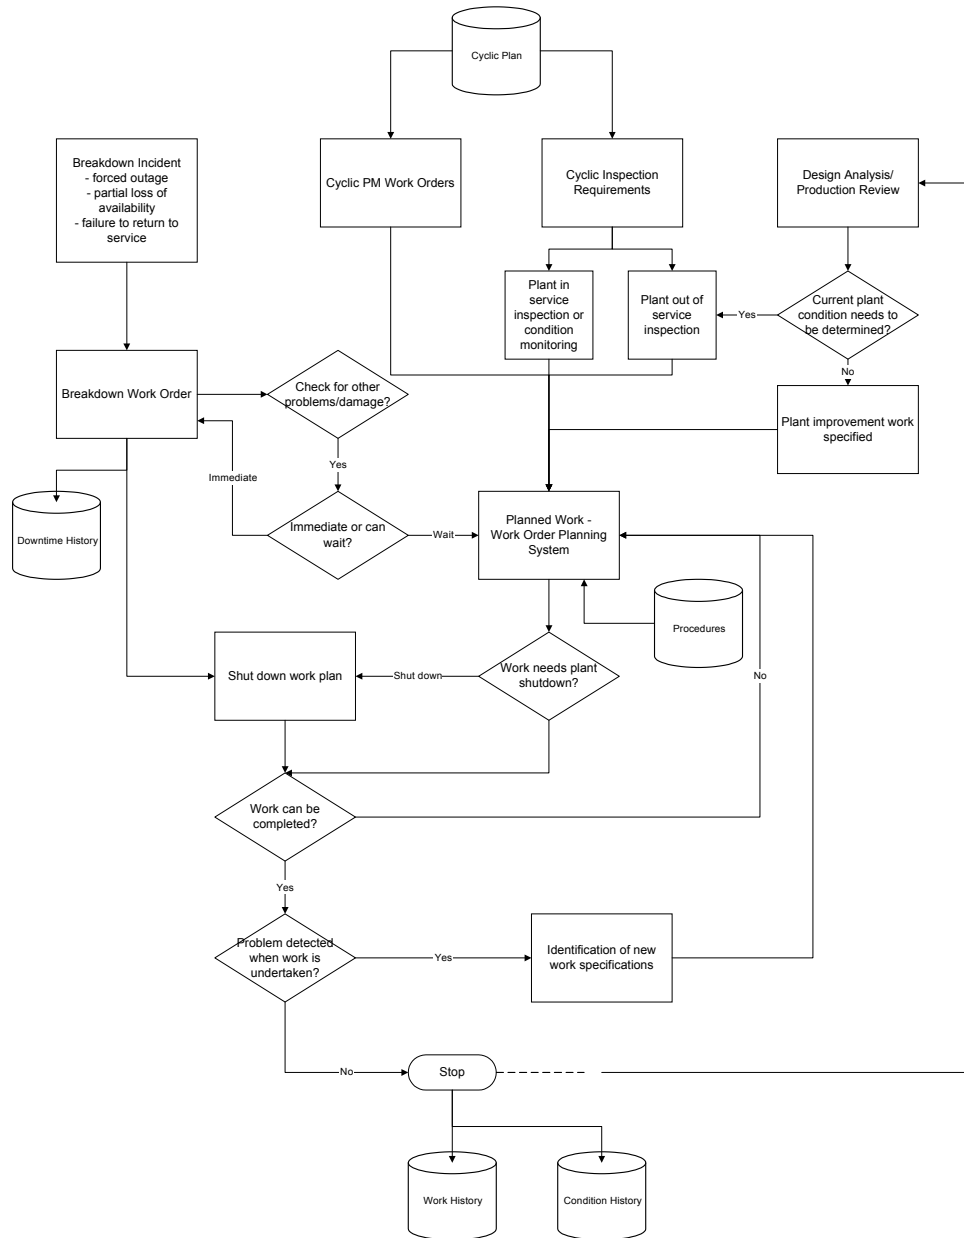 Cyclic Plan
Breakdown Incident
- forced outage
- partial loss of
availability
- failure to return to
service
Cyclic PM Work Orders
Cyclic Inspection
Requirements
Design Analysis/
Production Review
Plant in
service
inspection or
condition
monitoring
Plant out of
service
inspection
Yes
Current plant
condition needs to
be determined?
No
Breakdown Work Order
Check for other
problems/damage?
Plant improvement work
specified
Yes
Immediate
Downtime History
Immediate or can
wait?
Wait
Planned Work -
Work Order Planning
System
Procedures
Shut down work plan
Shut down
Work needs plant
shutdown?
No
Work can be
completed?
Yes
Problem detected
when work is
undertaken?
Yes
Identification of new
work specifications
No
Stop
Work History
Condition History